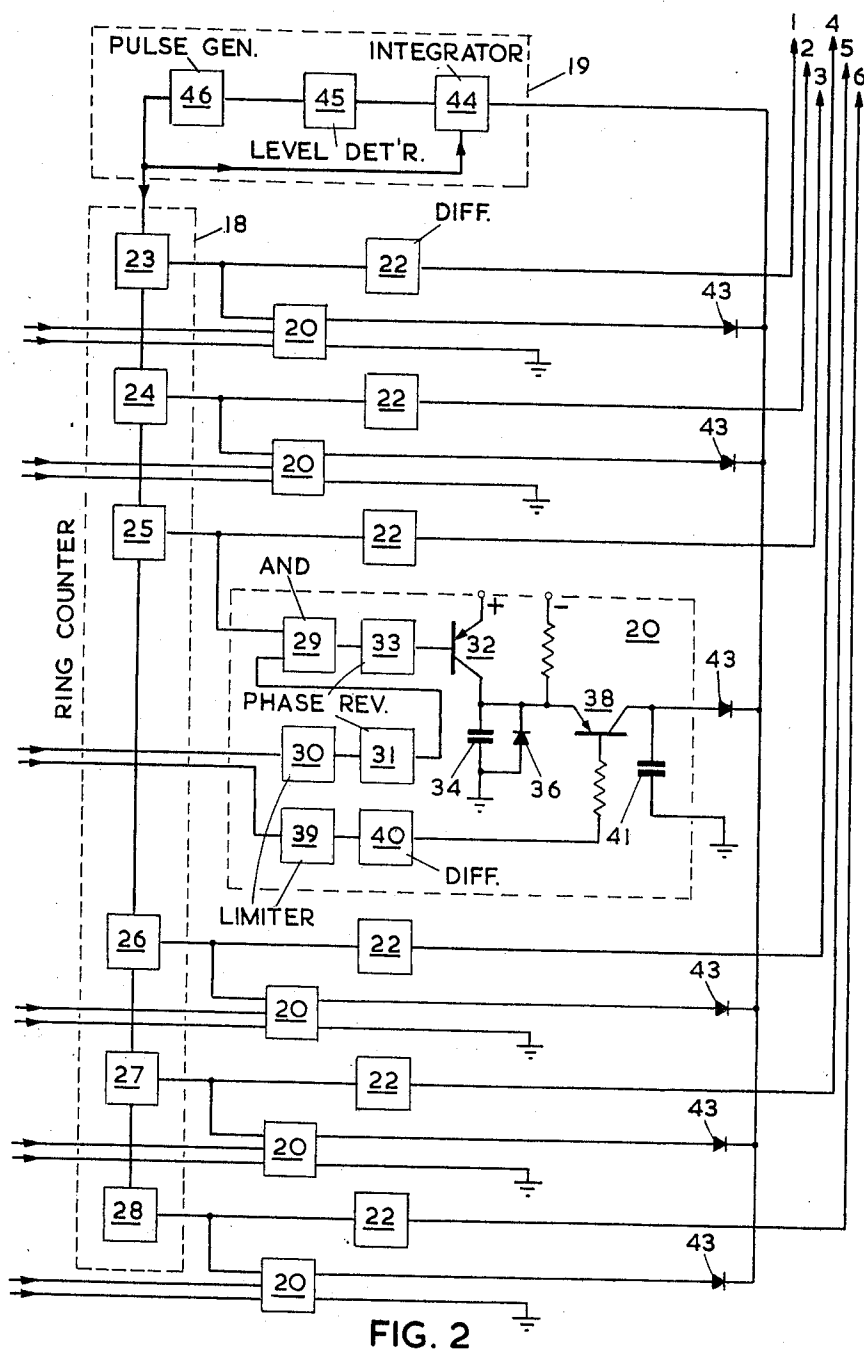 1 4
2 5
3 6
PULSE GEN. INTEGRATOR
19
46 45 44
LEVEL DET'R.
18
DIFF.
23 22
43
20
24 22
43
20
25 22
AND
RING COUNTER
+ −
20
29 33 32
43
PHASE REV.
38
30 31
34 36
41
39 40
DIFF.
LIMITER
26 22
43
20
27 22
43
20
28 22
43
20
FIG. 2